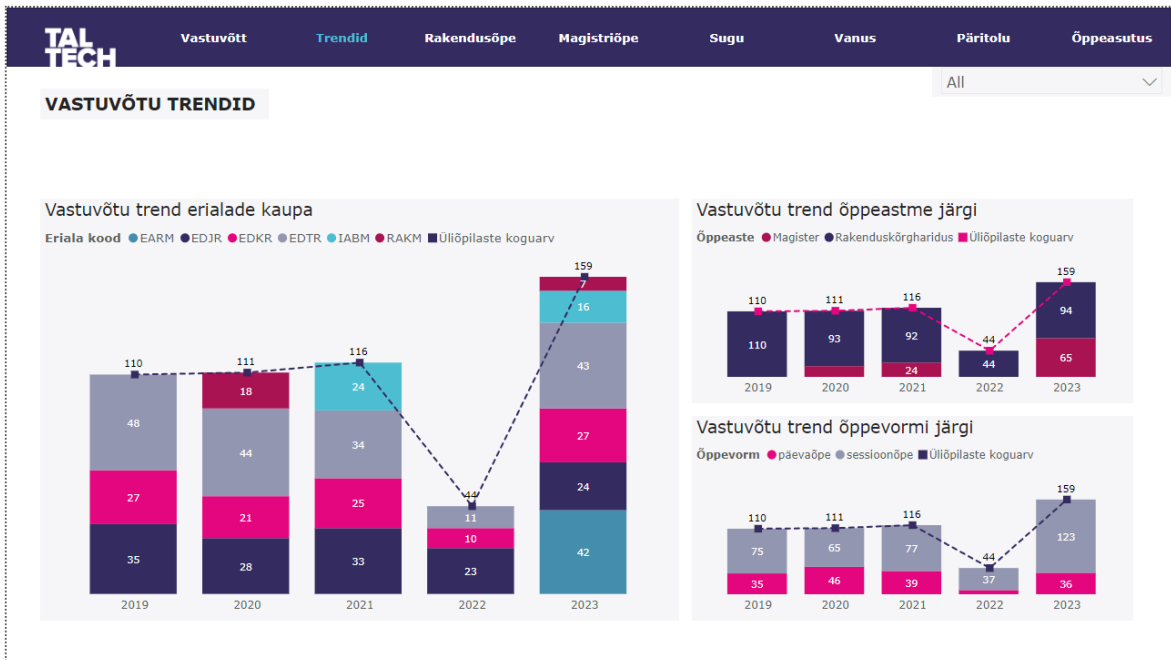 TAL
TECH
Vastuvõtt
Trendid
Rakendusõpe
Magistriõpe
Sugu
Vanus
Päritolu
Õppeasutus
All
VASTUVÕTU TRENDID
Vastuvõtu trend erialade kaupa
Eriala kood EARM EDJR EDKR EDTR IABM RAKM Üliõpilaste koguarv
110
111
116
44
159
48
27
35
18
44
21
28
24
34
25
33
11
10
23
7
16
43
27
24
42
2019 2020 2021 2022 2023
Vastuvõtu trend õppeastme järgi
Õppeaste Magister Rakenduskõrgharidus Üliõpilaste koguarv
110
111
116
44
159
110
93
92
24
44
94
65
2019 2020 2021 2022 2023
Vastuvõtu trend õppevormi järgi
Õppevorm päevaõpe sessioonõpe Üliõpilaste koguarv
110
111
116
44
159
75
35
65
46
77
39
37
123
36
2019 2020 2021 2022 2023